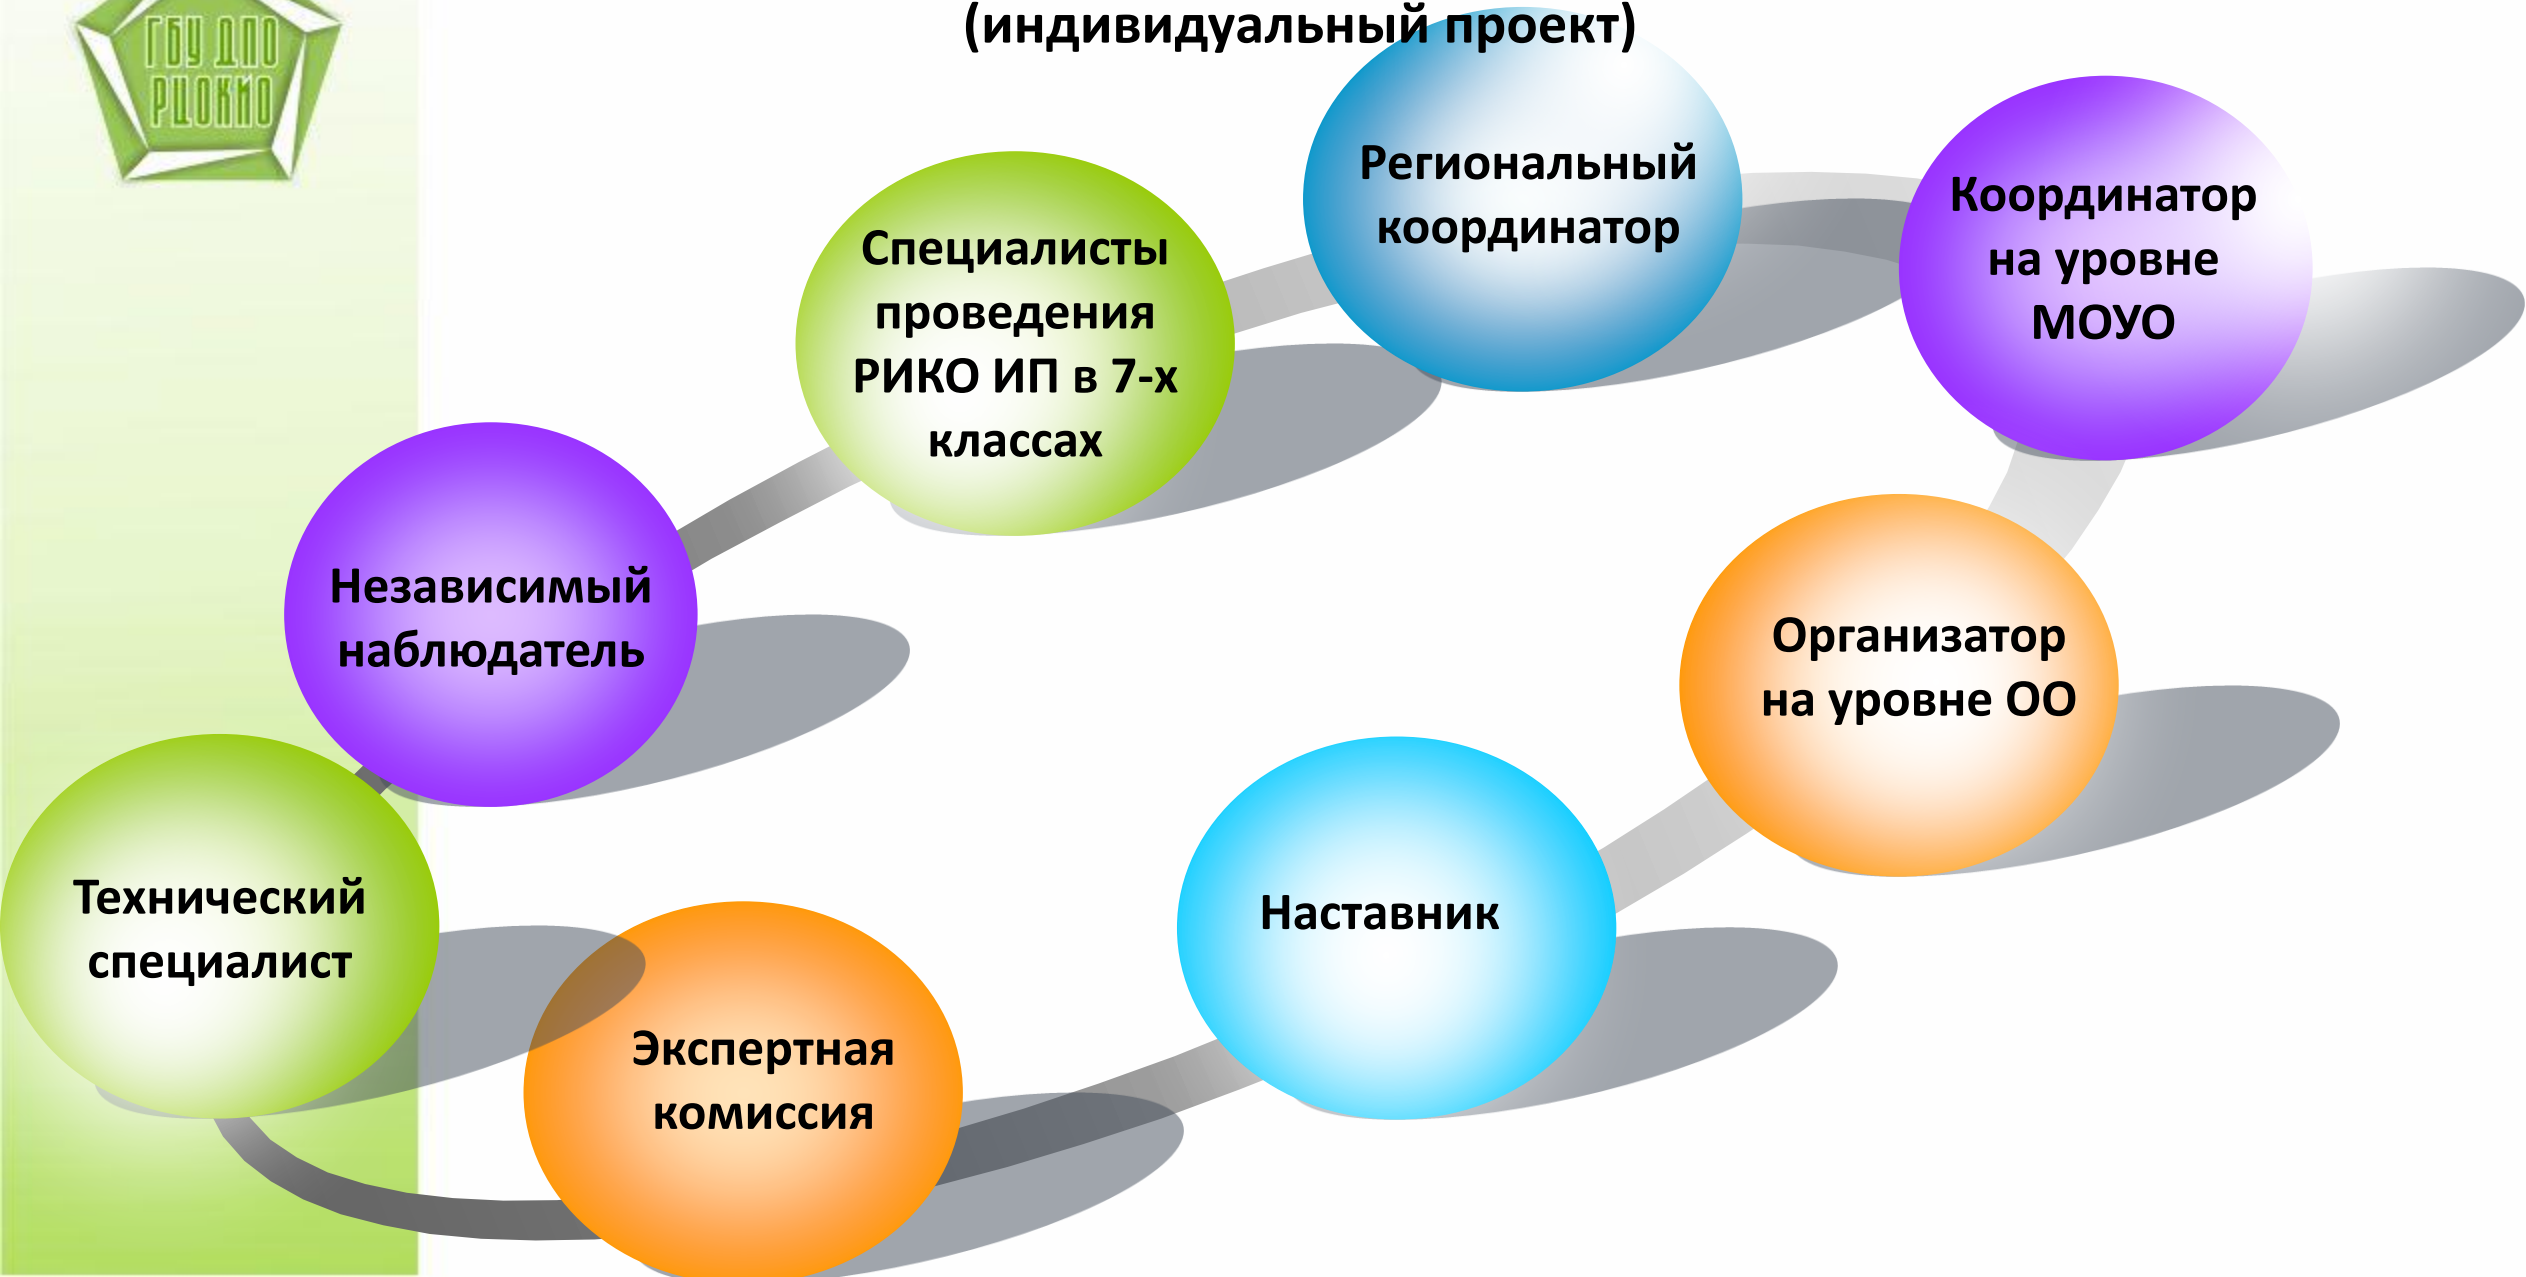 (индивидуальный проект)
ГБУ ДПО
РЦОКИО
Региональный
координатор
Координатор
на уровне
МОУО
Специалисты
проведения
РИКО ИП в 7-х
классах
Независимый
наблюдатель
Организатор
на уровне ОО
Технический
специалист
Наставник
Экспертная
комиссия